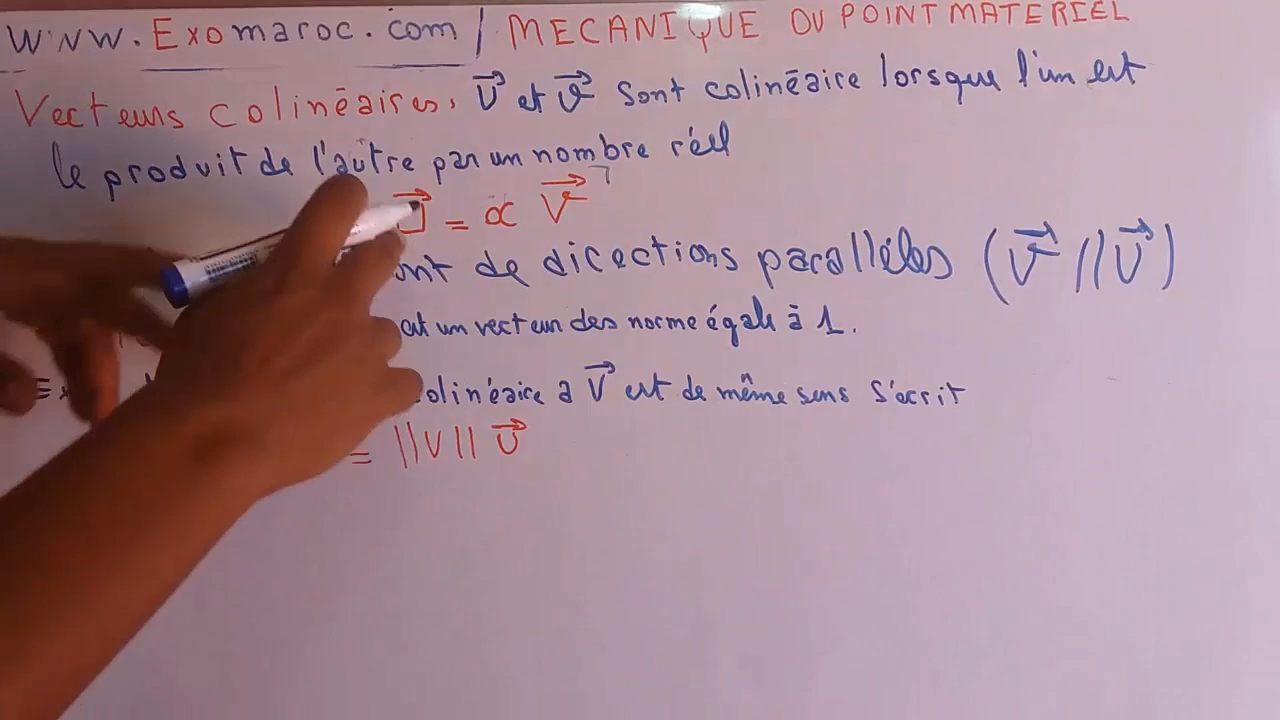 www.Exomaroc.com / MECANIQUE DU POINT MATERIEL
Vecteurs colinéaires. U et V sont colinéaire lorsque l'un est
le produit de l'autre par un nombre réel
U = α V
de directions parallèles (V // U)
est un vecteur des norme égale à 1.
colinéaire a V est de même sens s'écrit
= ||V|| U